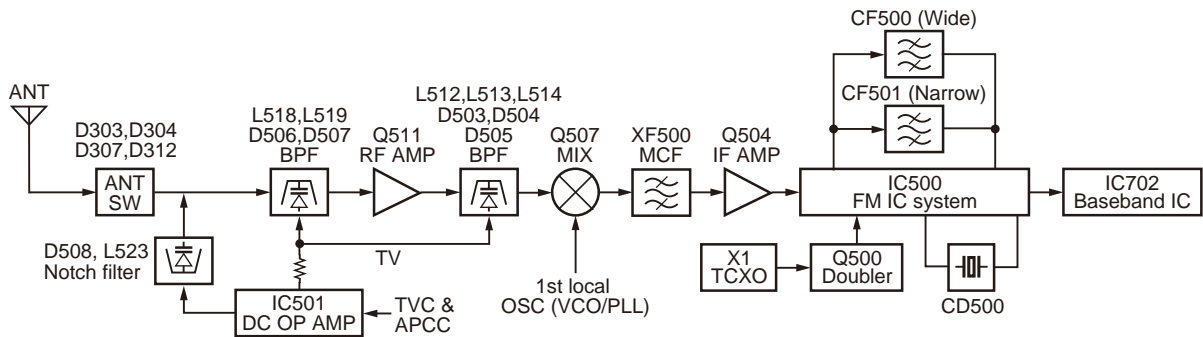 CF500 (Wide)
CF501 (Narrow)
ANT
D303,D304
D307,D312
ANT
SW
L518,L519
D506,D507
BPF
Q511
RF AMP
L512,L513,L514
D503,D504
D505
BPF
Q507
MIX
XF500
MCF
Q504
IF AMP
IC500
FM IC system
IC702
Baseband IC
D508, L523
Notch filter
TV
IC501
DC OP AMP
TVC &
APCC
1st local
OSC (VCO/PLL)
X1
TCXO
Q500
Doubler
CD500